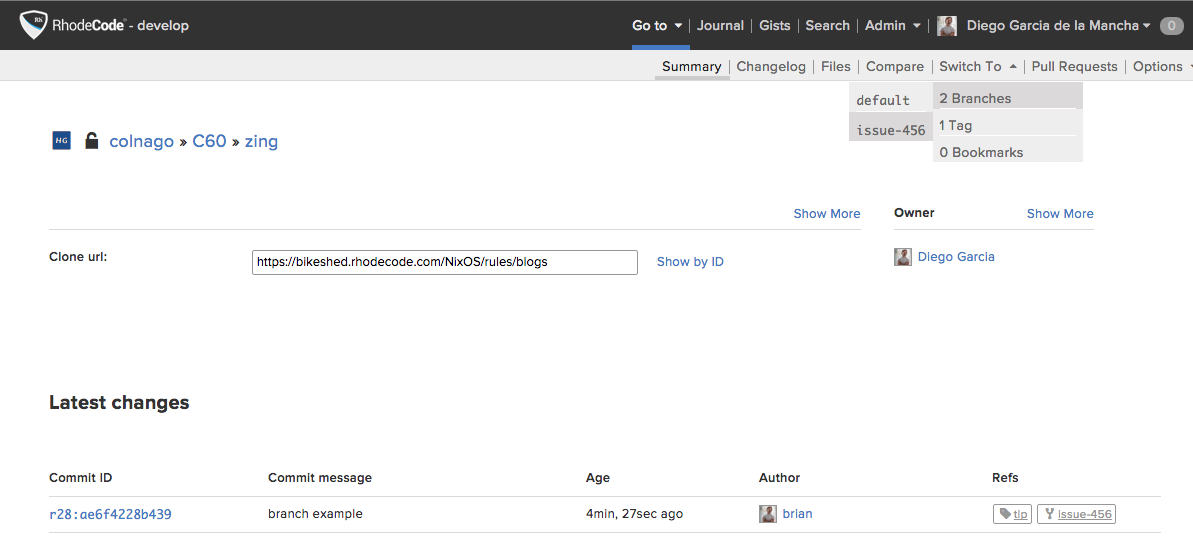 RhodeCode - develop Go to Journal Gists Search Admin Diego Garcia de la Mancha 0
Summary Changelog Files Compare Switch To Pull Requests Options
default 2 Branches
issue-456 1 Tag
0 Bookmarks
HG colnago » C60 » zing
Show More Owner Show More
Clone url: https://bikeshed.rhodecode.com/NixOS/rules/blogs Show by ID Diego Garcia
Latest changes
Commit ID Commit message Age Author Refs
r28:ae6f4228b439 branch example 4min, 27sec ago brian tip issue-456